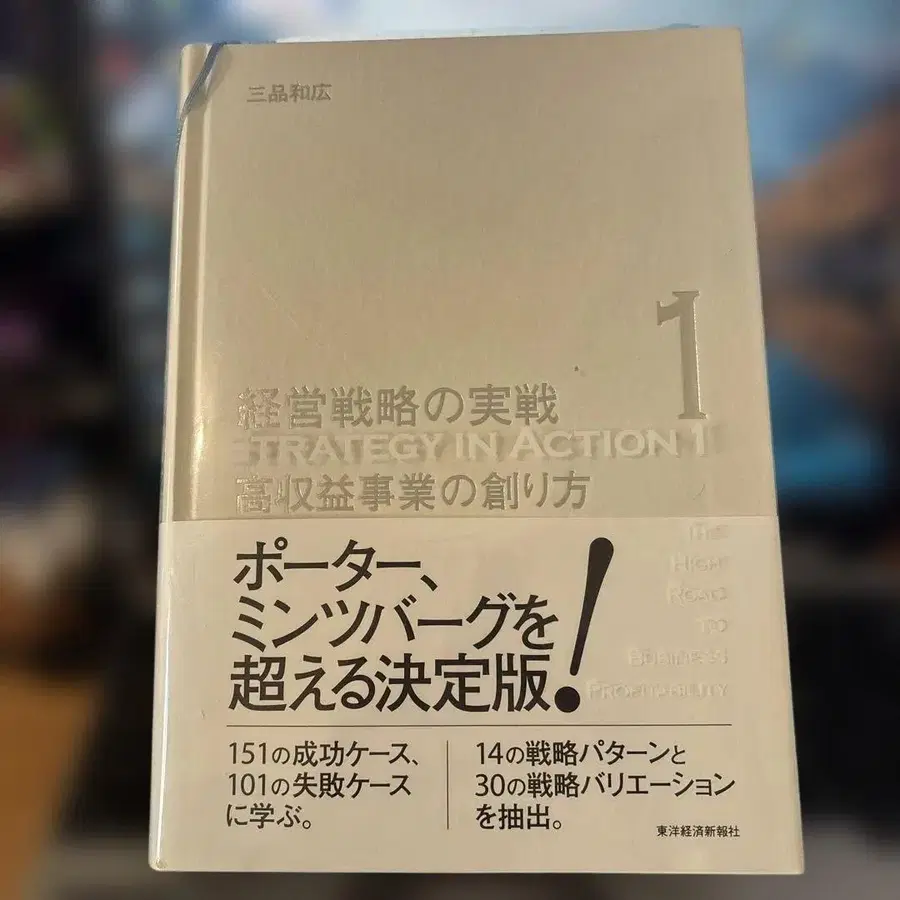 三品和広
1
経営戦略の実戦
STRATEGY IN ACTION 1
高収益事業の創り方
THE
HIGH
ROAD
TO
BUSINESS
PROFITABILITY
ポーター、
ミンツバーグを
超える決定版!
151の成功ケース、
101の失敗ケース
に学ぶ。
14の戦略パターンと
30の戦略バリエーション
を抽出。
東洋経済新報社